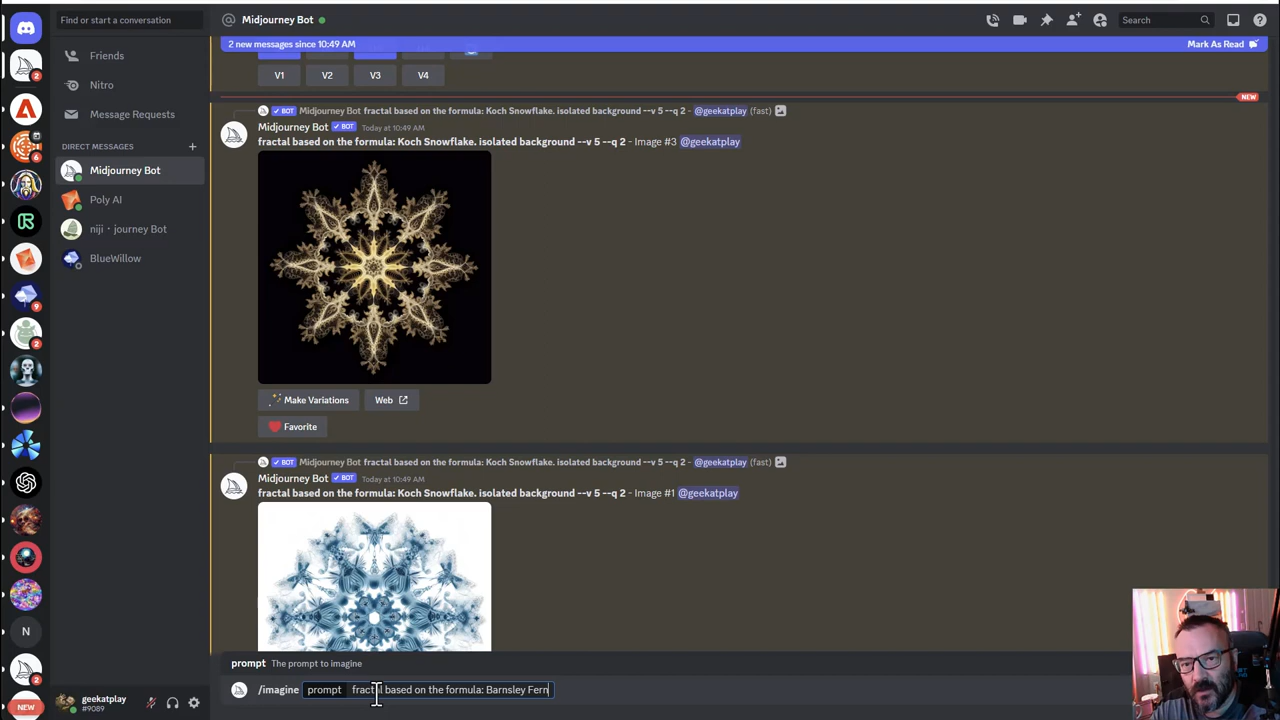 Find or start a conversation
Midjourney Bot
Search
Friends
Nitro
Message Requests
DIRECT MESSAGES
Midjourney Bot
Poly AI
niji・journey Bot
BlueWillow
2 new messages since 10:49 AM
Mark As Read
V1 V2 V3 V4
NEW
BOT Midjourney Bot fractal based on the formula: Koch Snowflake. isolated background --v 5 --q 2 - @geekatplay (fast)
Midjourney Bot BOT Today at 10:49 AM
fractal based on the formula: Koch Snowflake. isolated background --v 5 --q 2 - Image #3 @geekatplay
Make Variations Web
Favorite
BOT Midjourney Bot fractal based on the formula: Koch Snowflake. isolated background --v 5 --q 2 - @geekatplay (fast)
Midjourney Bot BOT Today at 10:49 AM
fractal based on the formula: Koch Snowflake. isolated background --v 5 --q 2 - Image #1 @geekatplay
prompt The prompt to imagine
/imagine prompt fractal based on the formula: Barnsley Fern
geekatplay
#9089
2
6
9
2
N
2
NEW